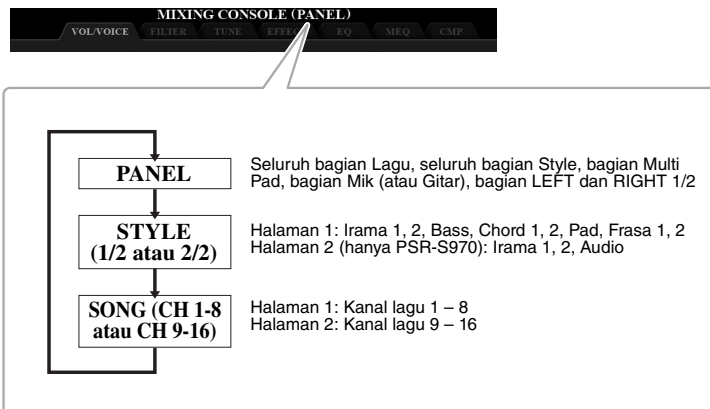 MIXING CONSOLE (PANEL)
VOL/VOICE FILTER TUNE EFFECT EQ MEQ CMP
PANEL
Seluruh bagian Lagu, seluruh bagian Style, bagian Multi
Pad, bagian Mik (atau Gitar), bagian LEFT dan RIGHT 1/2
STYLE
(1/2 atau 2/2)
Halaman 1: Irama 1, 2, Bass, Chord 1, 2, Pad, Frasa 1, 2
Halaman 2 (hanya PSR-S970): Irama 1, 2, Audio
SONG (CH 1-8
atau CH 9-16)
Halaman 1: Kanal lagu 1 – 8
Halaman 2: Kanal lagu 9 – 16